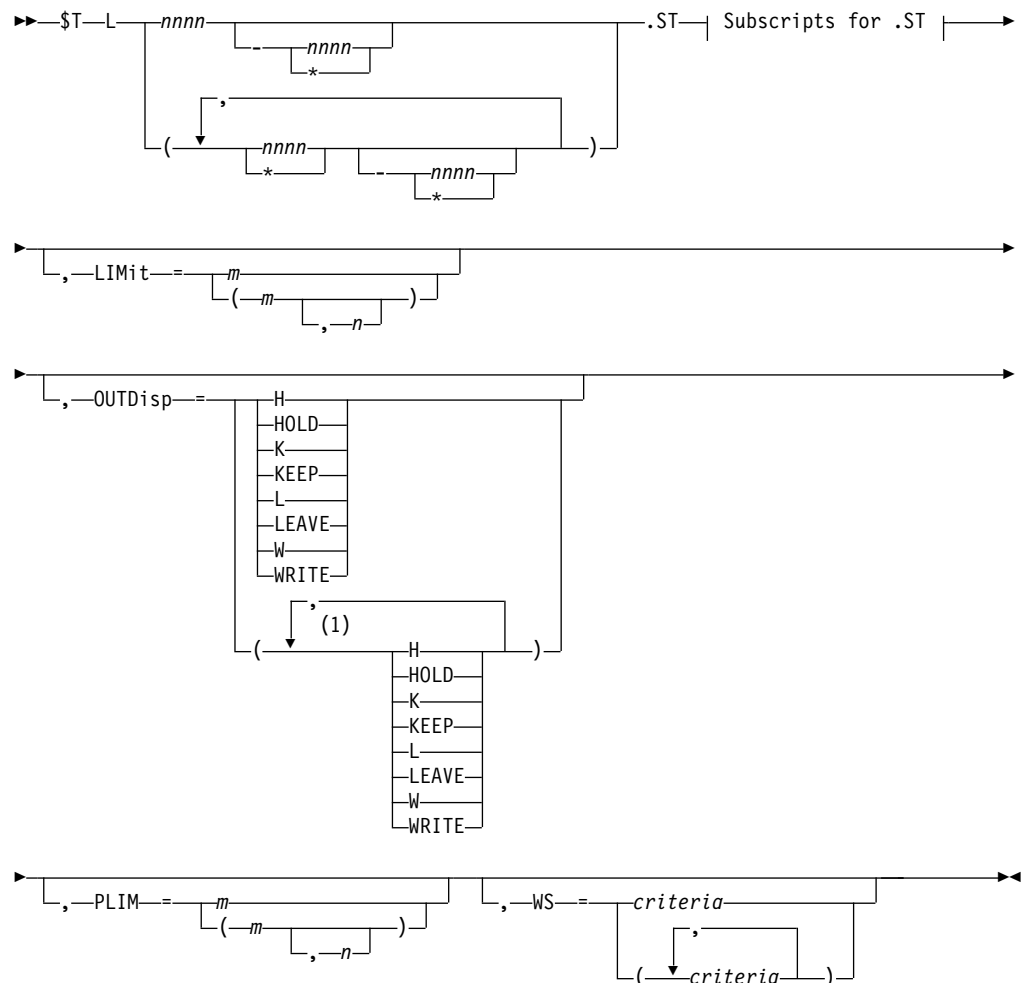 $T L nnnn .ST Subscripts for .ST
- nnnn
*
,
( nnnn )
* - nnnn
*
, LIMit = m
( m )
, n
, OUTDisp = H
HOLD
K
KEEP
L
LEAVE
W
WRITE
,
(1)
( H )
HOLD
K
KEEP
L
LEAVE
W
WRITE
, PLIM = m , WS = criteria
( m ) ,
, n
( criteria )